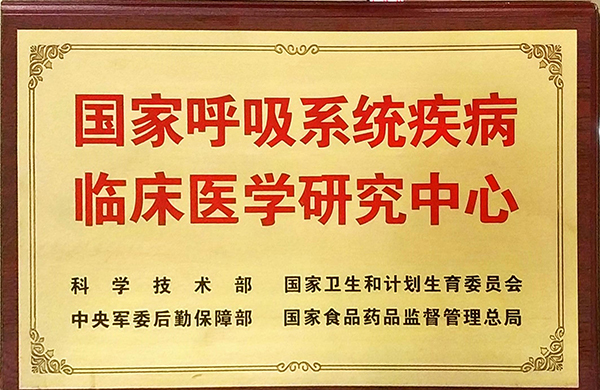 国家呼吸系统疾病
临床医学研究中心
科学技术部 国家卫生和计划生育委员会
中央军委后勤保障部 国家食品药品监督管理总局